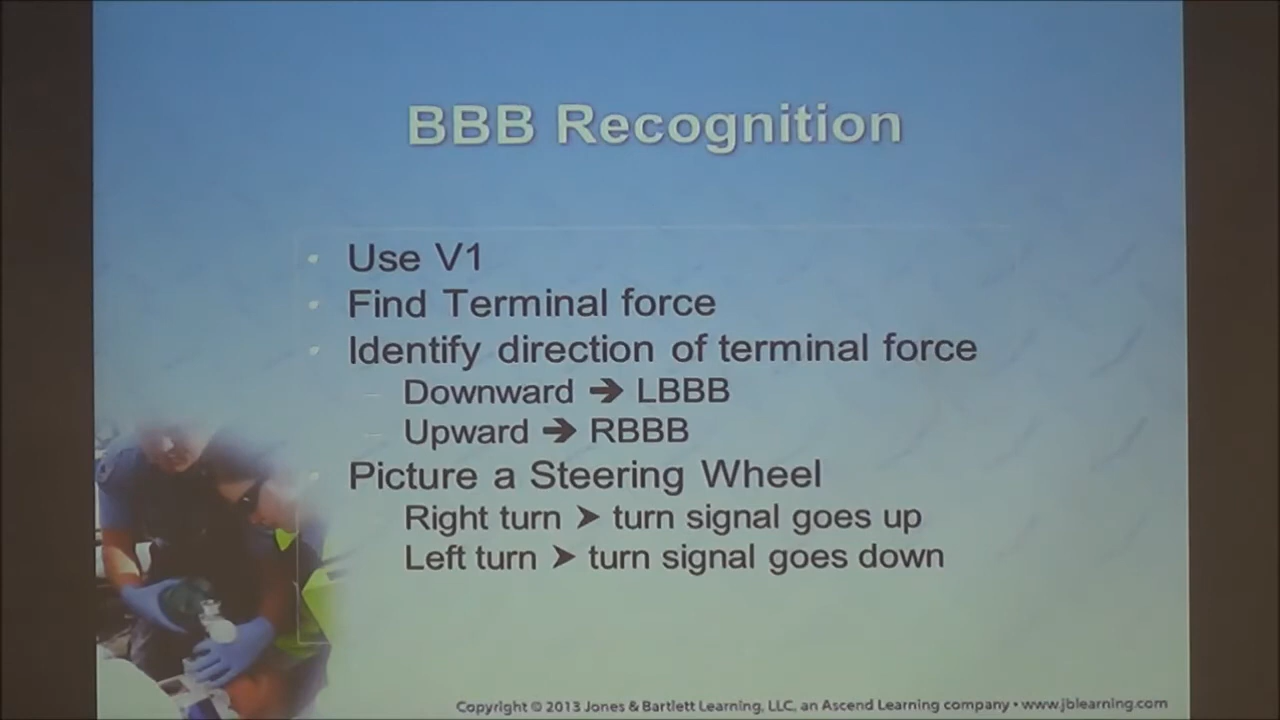 BBB Recognition
• Use V1
• Find Terminal force
• Identify direction of terminal force
– Downward ➔ LBBB
– Upward ➔ RBBB
• Picture a Steering Wheel
Right turn ➤ turn signal goes up
Left turn ➤ turn signal goes down
Copyright © 2013 Jones & Bartlett Learning, LLC, an Ascend Learning company • www.jblearning.com